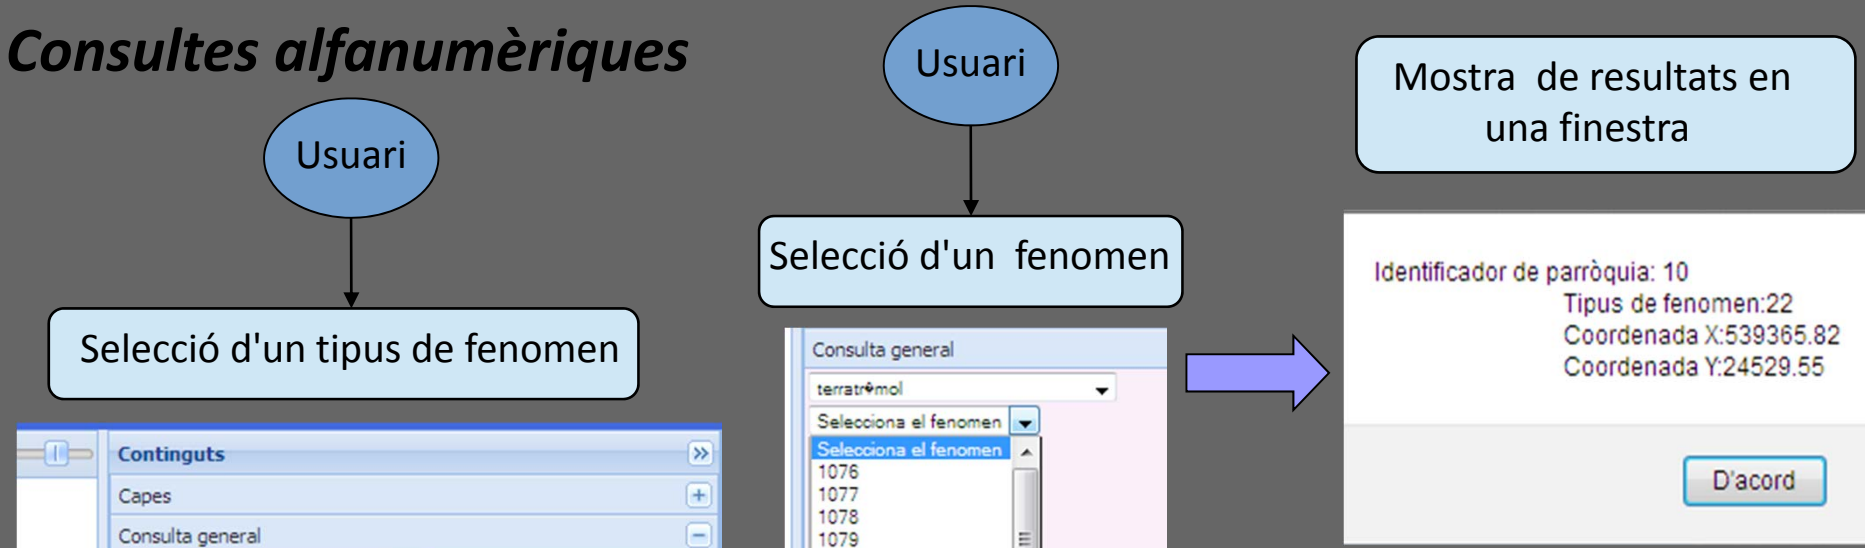 Consultes alfanumèriques
Usuari
Selecció d'un tipus de fenomen
Continguts
Capes
Consulta general
Usuari
Selecció d'un fenomen
Consulta general
terratr�mol
Selecciona el fenomen
Selecciona el fenomen
1076
1077
1078
1079
Mostra de resultats en
una finestra
Identificador de parròquia: 10
Tipus de fenomen:22
Coordenada X:539365.82
Coordenada Y:24529.55
D'acord